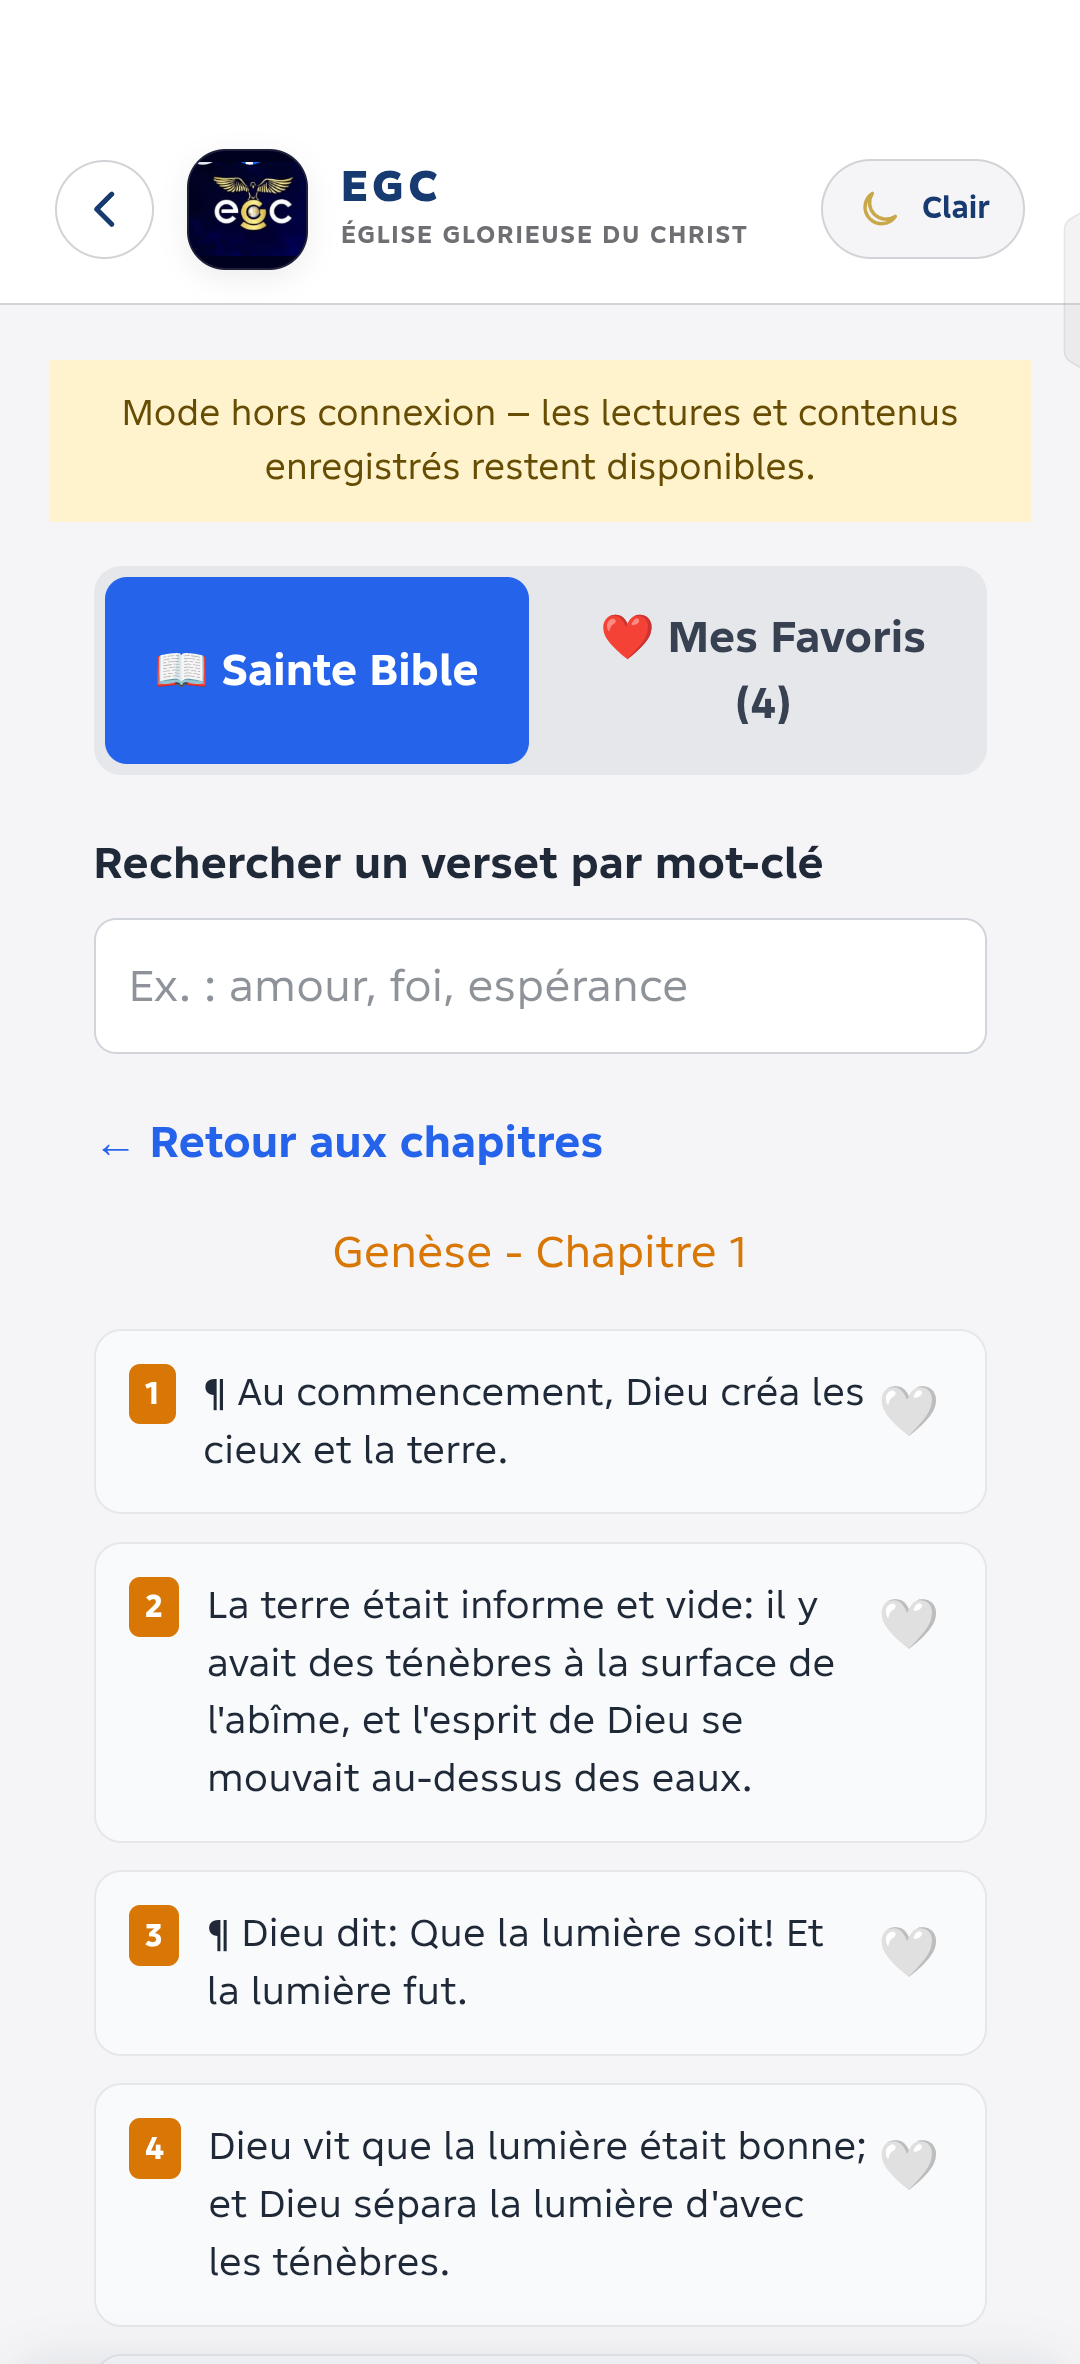 egc
EGC
ÉGLISE GLORIEUSE DU CHRIST
Clair
Mode hors connexion – les lectures et contenus
enregistrés restent disponibles.
📖 Sainte Bible
❤️ Mes Favoris
(4)
Rechercher un verset par mot-clé
Ex. : amour, foi, espérance
← Retour aux chapitres
Genèse - Chapitre 1
1 ¶ Au commencement, Dieu créa les
cieux et la terre.
2 La terre était informe et vide: il y
avait des ténèbres à la surface de
l'abîme, et l'esprit de Dieu se
mouvait au-dessus des eaux.
3 ¶ Dieu dit: Que la lumière soit! Et
la lumière fut.
4 Dieu vit que la lumière était bonne;
et Dieu sépara la lumière d'avec
les ténèbres.